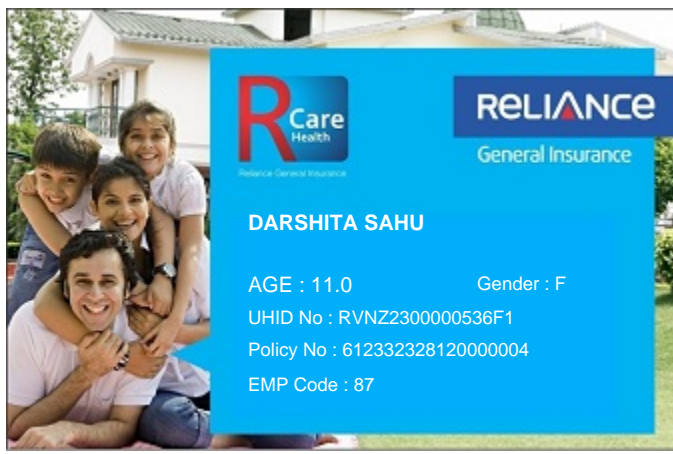 RCare
Health
Reliance General Insurance
RELIANCE
General Insurance
DARSHITA SAHU
AGE : 11.0 Gender : F
UHID No : RVNZ2300000536F1
Policy No : 612332328120000004
EMP Code : 87